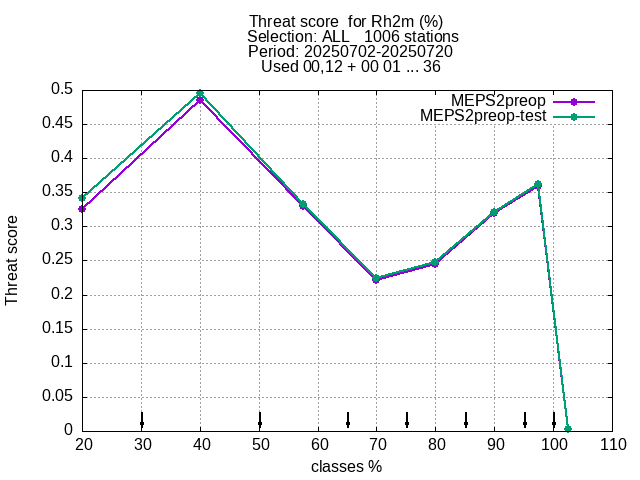 Threat score  for Rh2m (%)
Selection: ALL   1006 stations
Period: 20250702-20250720
Used 00,12 + 00 01 ... 36
MEPS2preop
MEPS2preop-test
Threat score
0.5
0.45
0.4
0.35
0.3
0.25
0.2
0.15
0.1
0.05
0
20 30 40 50 60 70 80 90 100 110
classes %